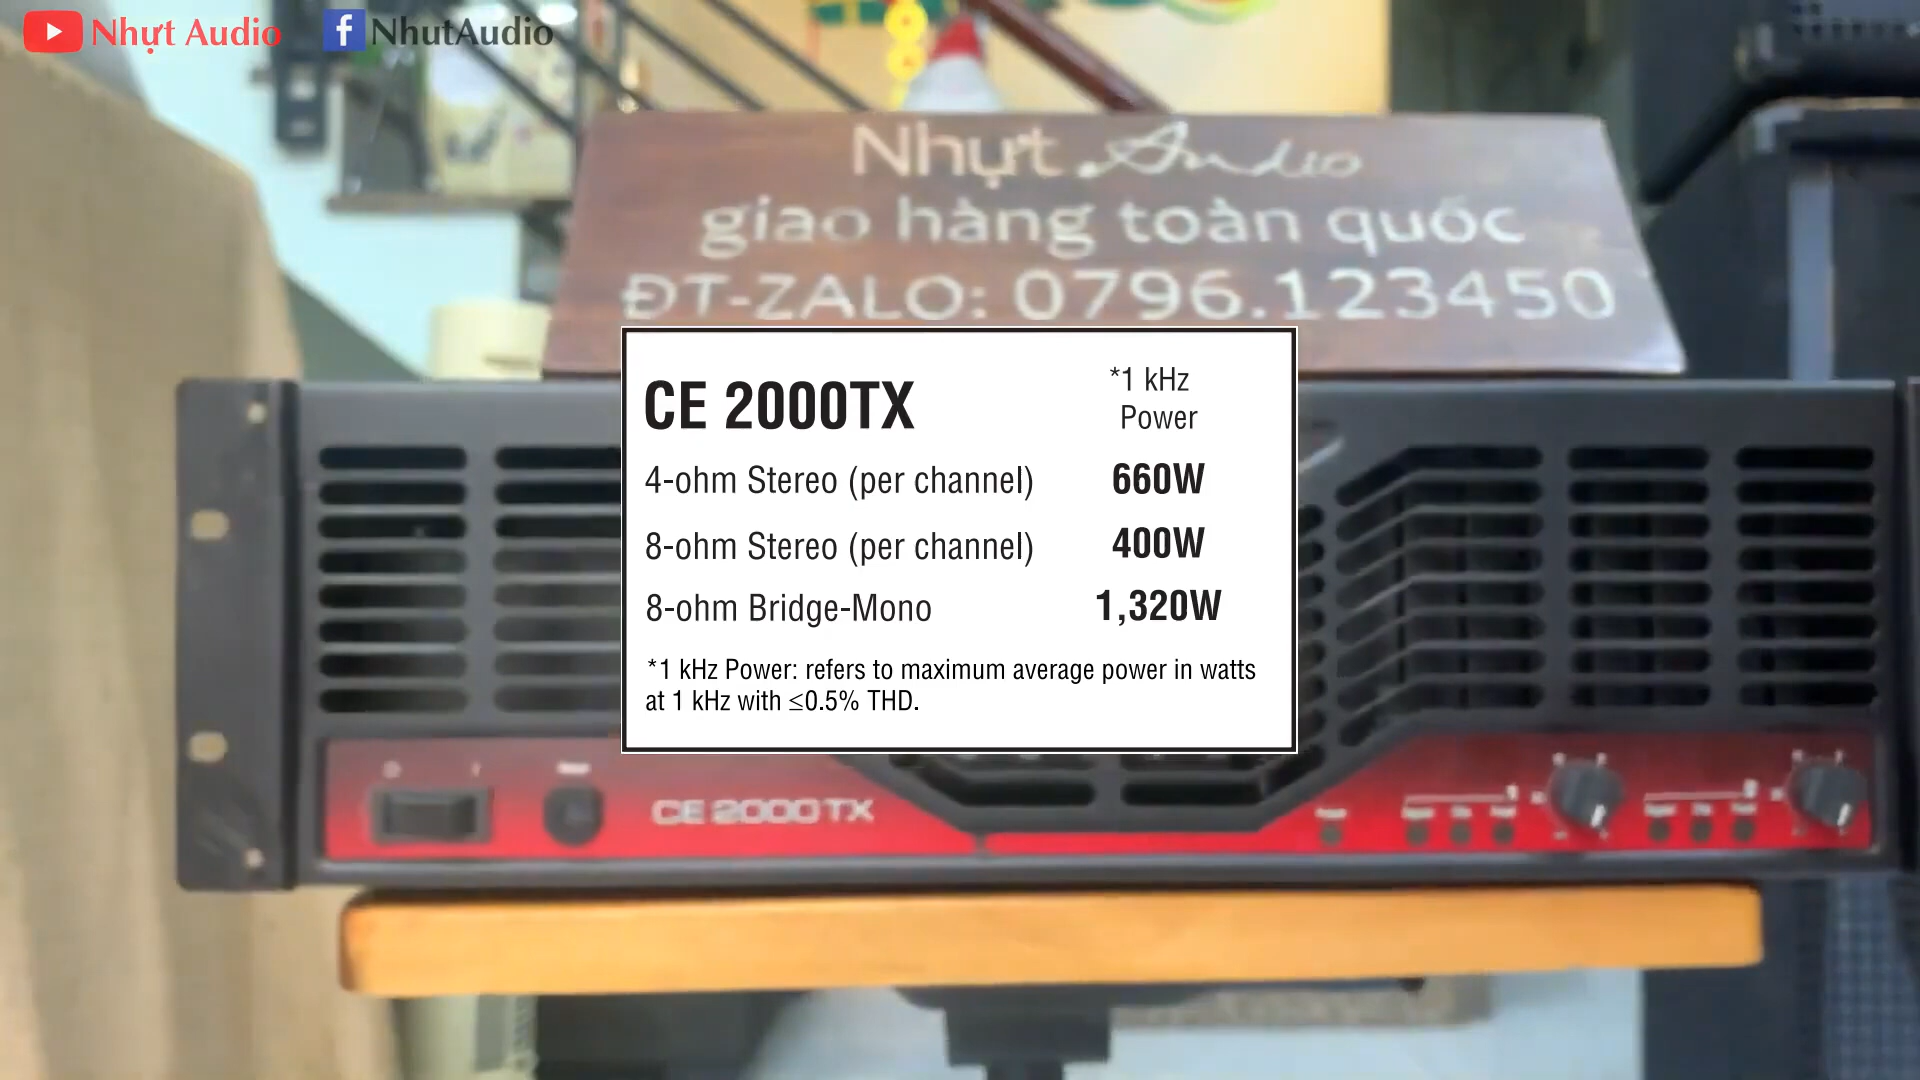 Nhựt Audio
NhutAudio
Nhựt Audio
giao hàng toàn quốc
ĐT-ZALO: 0796.123450
CE 2000TX
*1 kHz
Power
4-ohm Stereo (per channel) 660W
8-ohm Stereo (per channel) 400W
8-ohm Bridge-Mono 1,320W
*1 kHz Power: refers to maximum average power in watts
at 1 kHz with ≤0.5% THD.
CE 2000TX